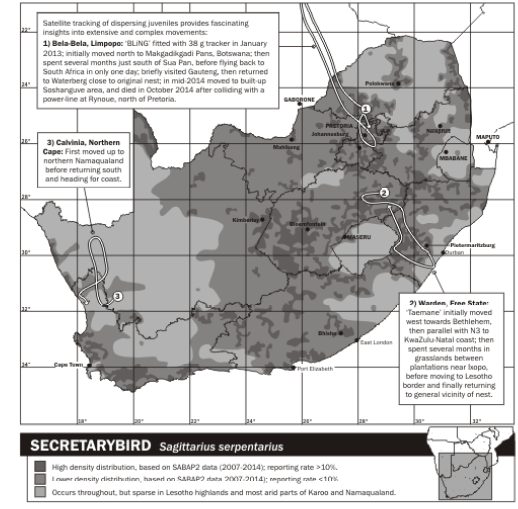 Satellite tracking of dispersing juveniles provides fascinating
insights into extensive and complex movements:
1) Bela-Bela, Limpopo: 'BLING' fitted with 38 g tracker in January
2013; initially moved north to Makgadikgadi Pans, Botswana; then
spent several months just south of Sua Pan, before flying back to
South Africa in only one day; briefly visited Gauteng, then returned
to Waterberg close to original nest; in mid-2014 moved to built-up
Soshanguve area, and died in October 2014 after colliding with a
power-line at Rynoue, north of Pretoria.
22°
24°
Polokwane
GABORONE
1
PRETORIA
Johannesburg
MAPUTO
26°
Mahikeng
MBABANE
3) Calvinia, Northern
Cape: First moved up to
northern Namaqualand
before returning south
and heading for coast.
28°
2
Kimberley
Bloemfontein
MASERU
Pietermaritzburg
Durban
30°
3
2) Warden, Free State:
'Taemane' initially moved
west towards Bethlehem,
then parallel with N3 to
KwaZulu-Natal coast; then
spent several months in
grasslands between
plantations near Ixopo,
before moving to Lesotho
border and finally returning
to general vicinity of nest.
32°
Bhisho
East London
34°
Cape Town
Port Elizabeth
18° 20° 22° 24° 26° 28° 30° 32°
SECRETARYBIRD Sagittarius serpentarius
High density distribution, based on SABAP2 data (2007-2014); reporting rate >10%.
Lower density distribution, based on SABAP2 data 2007-2014); reporting rate <10%.
Occurs throughout, but sparse in Lesotho highlands and most arid parts of Karoo and Namaqualand.